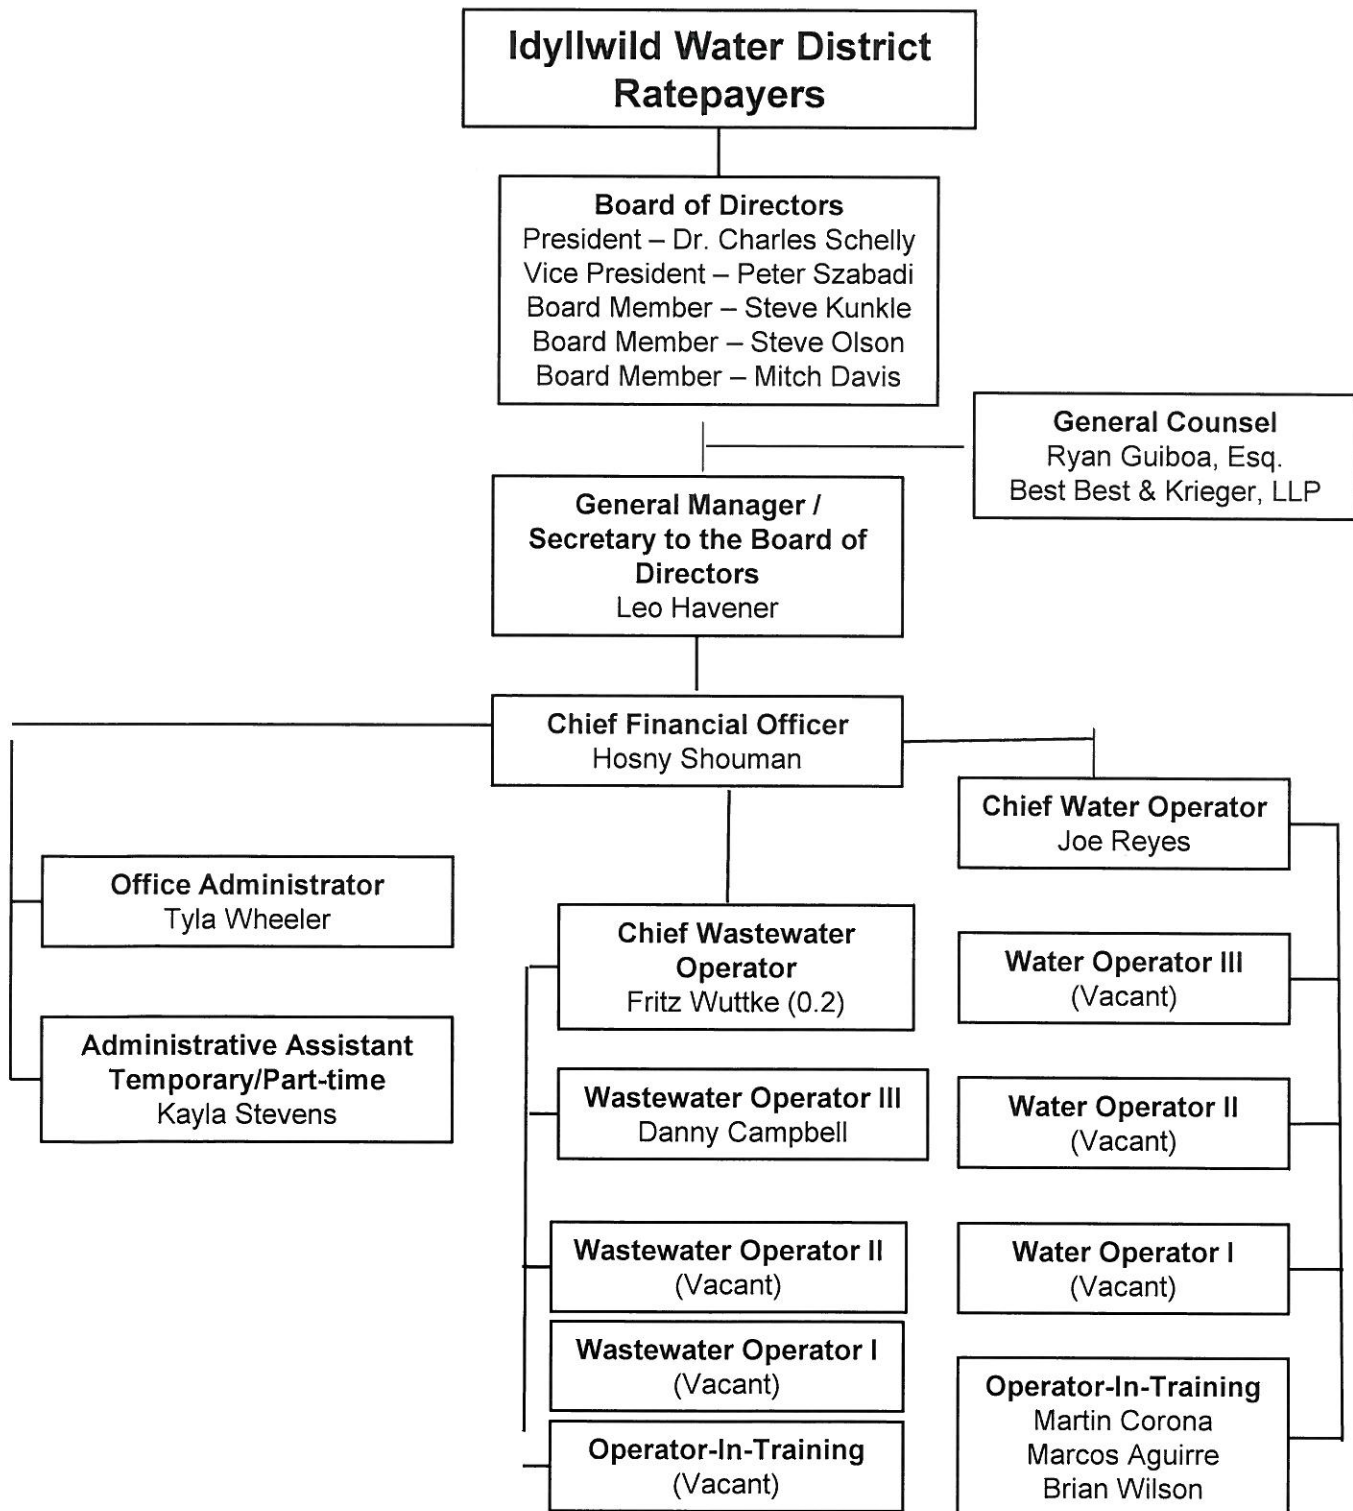 Idyllwild Water District
Ratepayers
Board of Directors
President – Dr. Charles Schelly
Vice President – Peter Szabadi
Board Member – Steve Kunkle
Board Member – Steve Olson
Board Member – Mitch Davis
General Counsel
Ryan Guiboa, Esq.
Best Best & Krieger, LLP
General Manager /
Secretary to the Board of
Directors
Leo Havener
Chief Financial Officer
Hosny Shouman
Office Administrator
Tyla Wheeler
Administrative Assistant
Temporary/Part-time
Kayla Stevens
Chief Wastewater
Operator
Fritz Wuttke (0.2)
Wastewater Operator III
Danny Campbell
Wastewater Operator II
(Vacant)
Wastewater Operator I
(Vacant)
Operator-In-Training
(Vacant)
Chief Water Operator
Joe Reyes
Water Operator III
(Vacant)
Water Operator II
(Vacant)
Water Operator I
(Vacant)
Operator-In-Training
Martin Corona
Marcos Aguirre
Brian Wilson